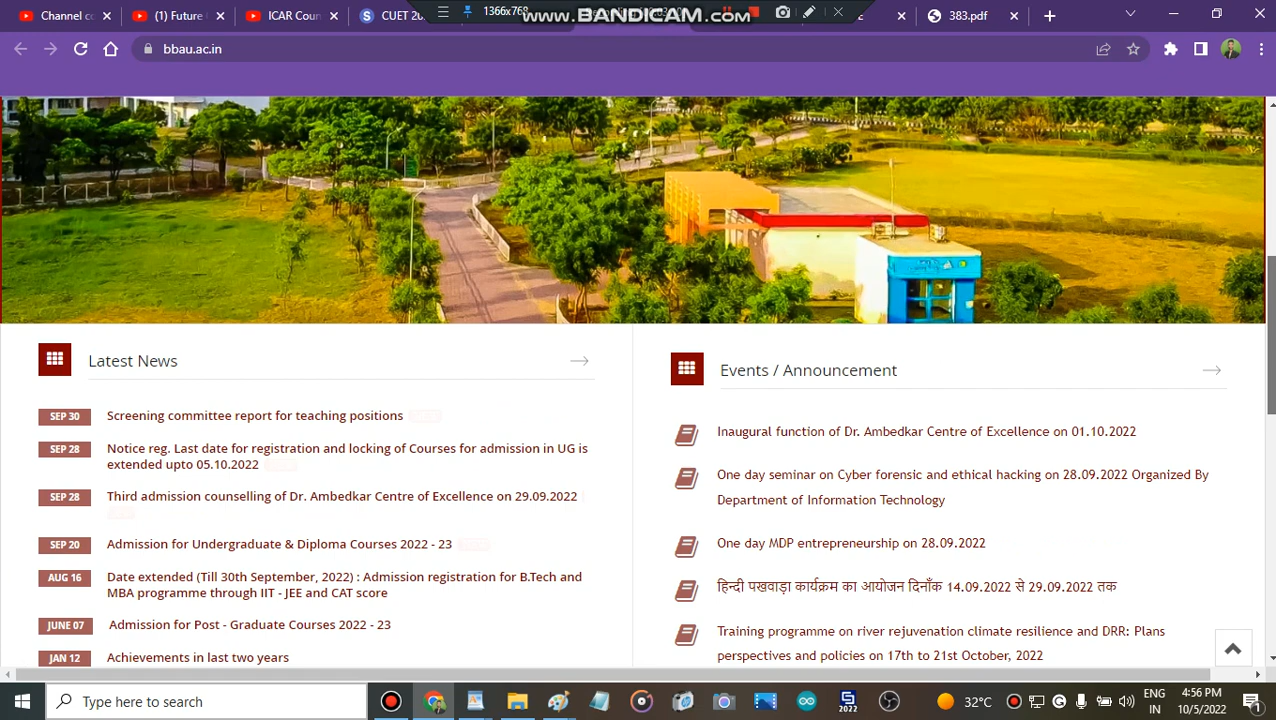 Channel co
(1) Future
ICAR Coun
CUET 20
1366x768
www.BANDICAM.com
383.pdf
bbau.ac.in
Latest News
SEP 30 Screening committee report for teaching positions
SEP 28 Notice reg. Last date for registration and locking of Courses for admission in UG is
extended upto 05.10.2022
SEP 28 Third admission counselling of Dr. Ambedkar Centre of Excellence on 29.09.2022
SEP 20 Admission for Undergraduate & Diploma Courses 2022 - 23
AUG 16 Date extended (Till 30th September, 2022) : Admission registration for B.Tech and
MBA programme through IIT - JEE and CAT score
JUNE 07 Admission for Post - Graduate Courses 2022 - 23
JAN 12 Achievements in last two years
Events / Announcement
Inaugural function of Dr. Ambedkar Centre of Excellence on 01.10.2022
One day seminar on Cyber forensic and ethical hacking on 28.09.2022 Organized By
Department of Information Technology
One day MDP entrepreneurship on 28.09.2022
हिन्दी पखवाड़ा कार्यक्रम का आयोजन दिनाँक 14.09.2022 से 29.09.2022 तक
Training programme on river rejuvenation climate resilience and DRR: Plans
perspectives and policies on 17th to 21st October, 2022
Type here to search
2022
32°C
ENG
IN
4:56 PM
10/5/2022
1